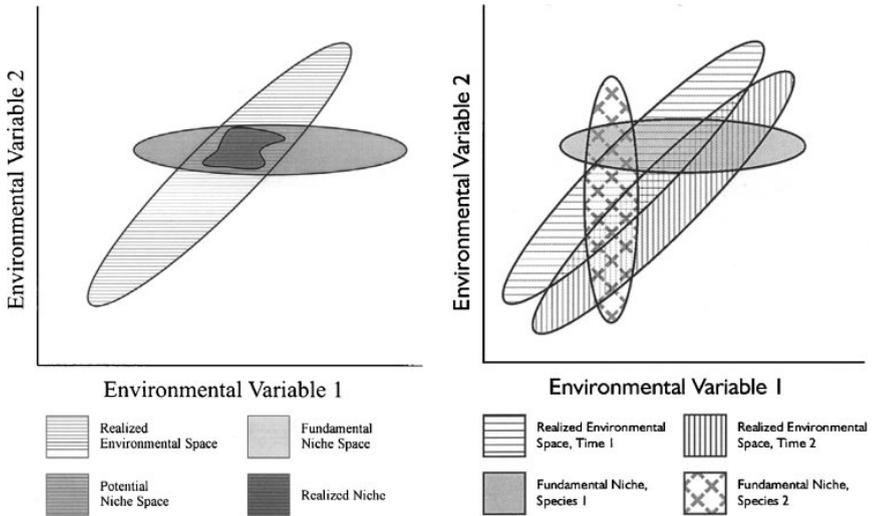 Environmental Variable 2
Environmental Variable 1
Realized
Environmental Space
Fundamental
Niche Space
Potential
Niche Space
Realized Niche
Environmental Variable 2
Environmental Variable 1
Realized Environmental
Space, Time 1
Realized Environmental
Space, Time 2
Fundamental Niche,
Species 1
Fundamental Niche,
Species 2